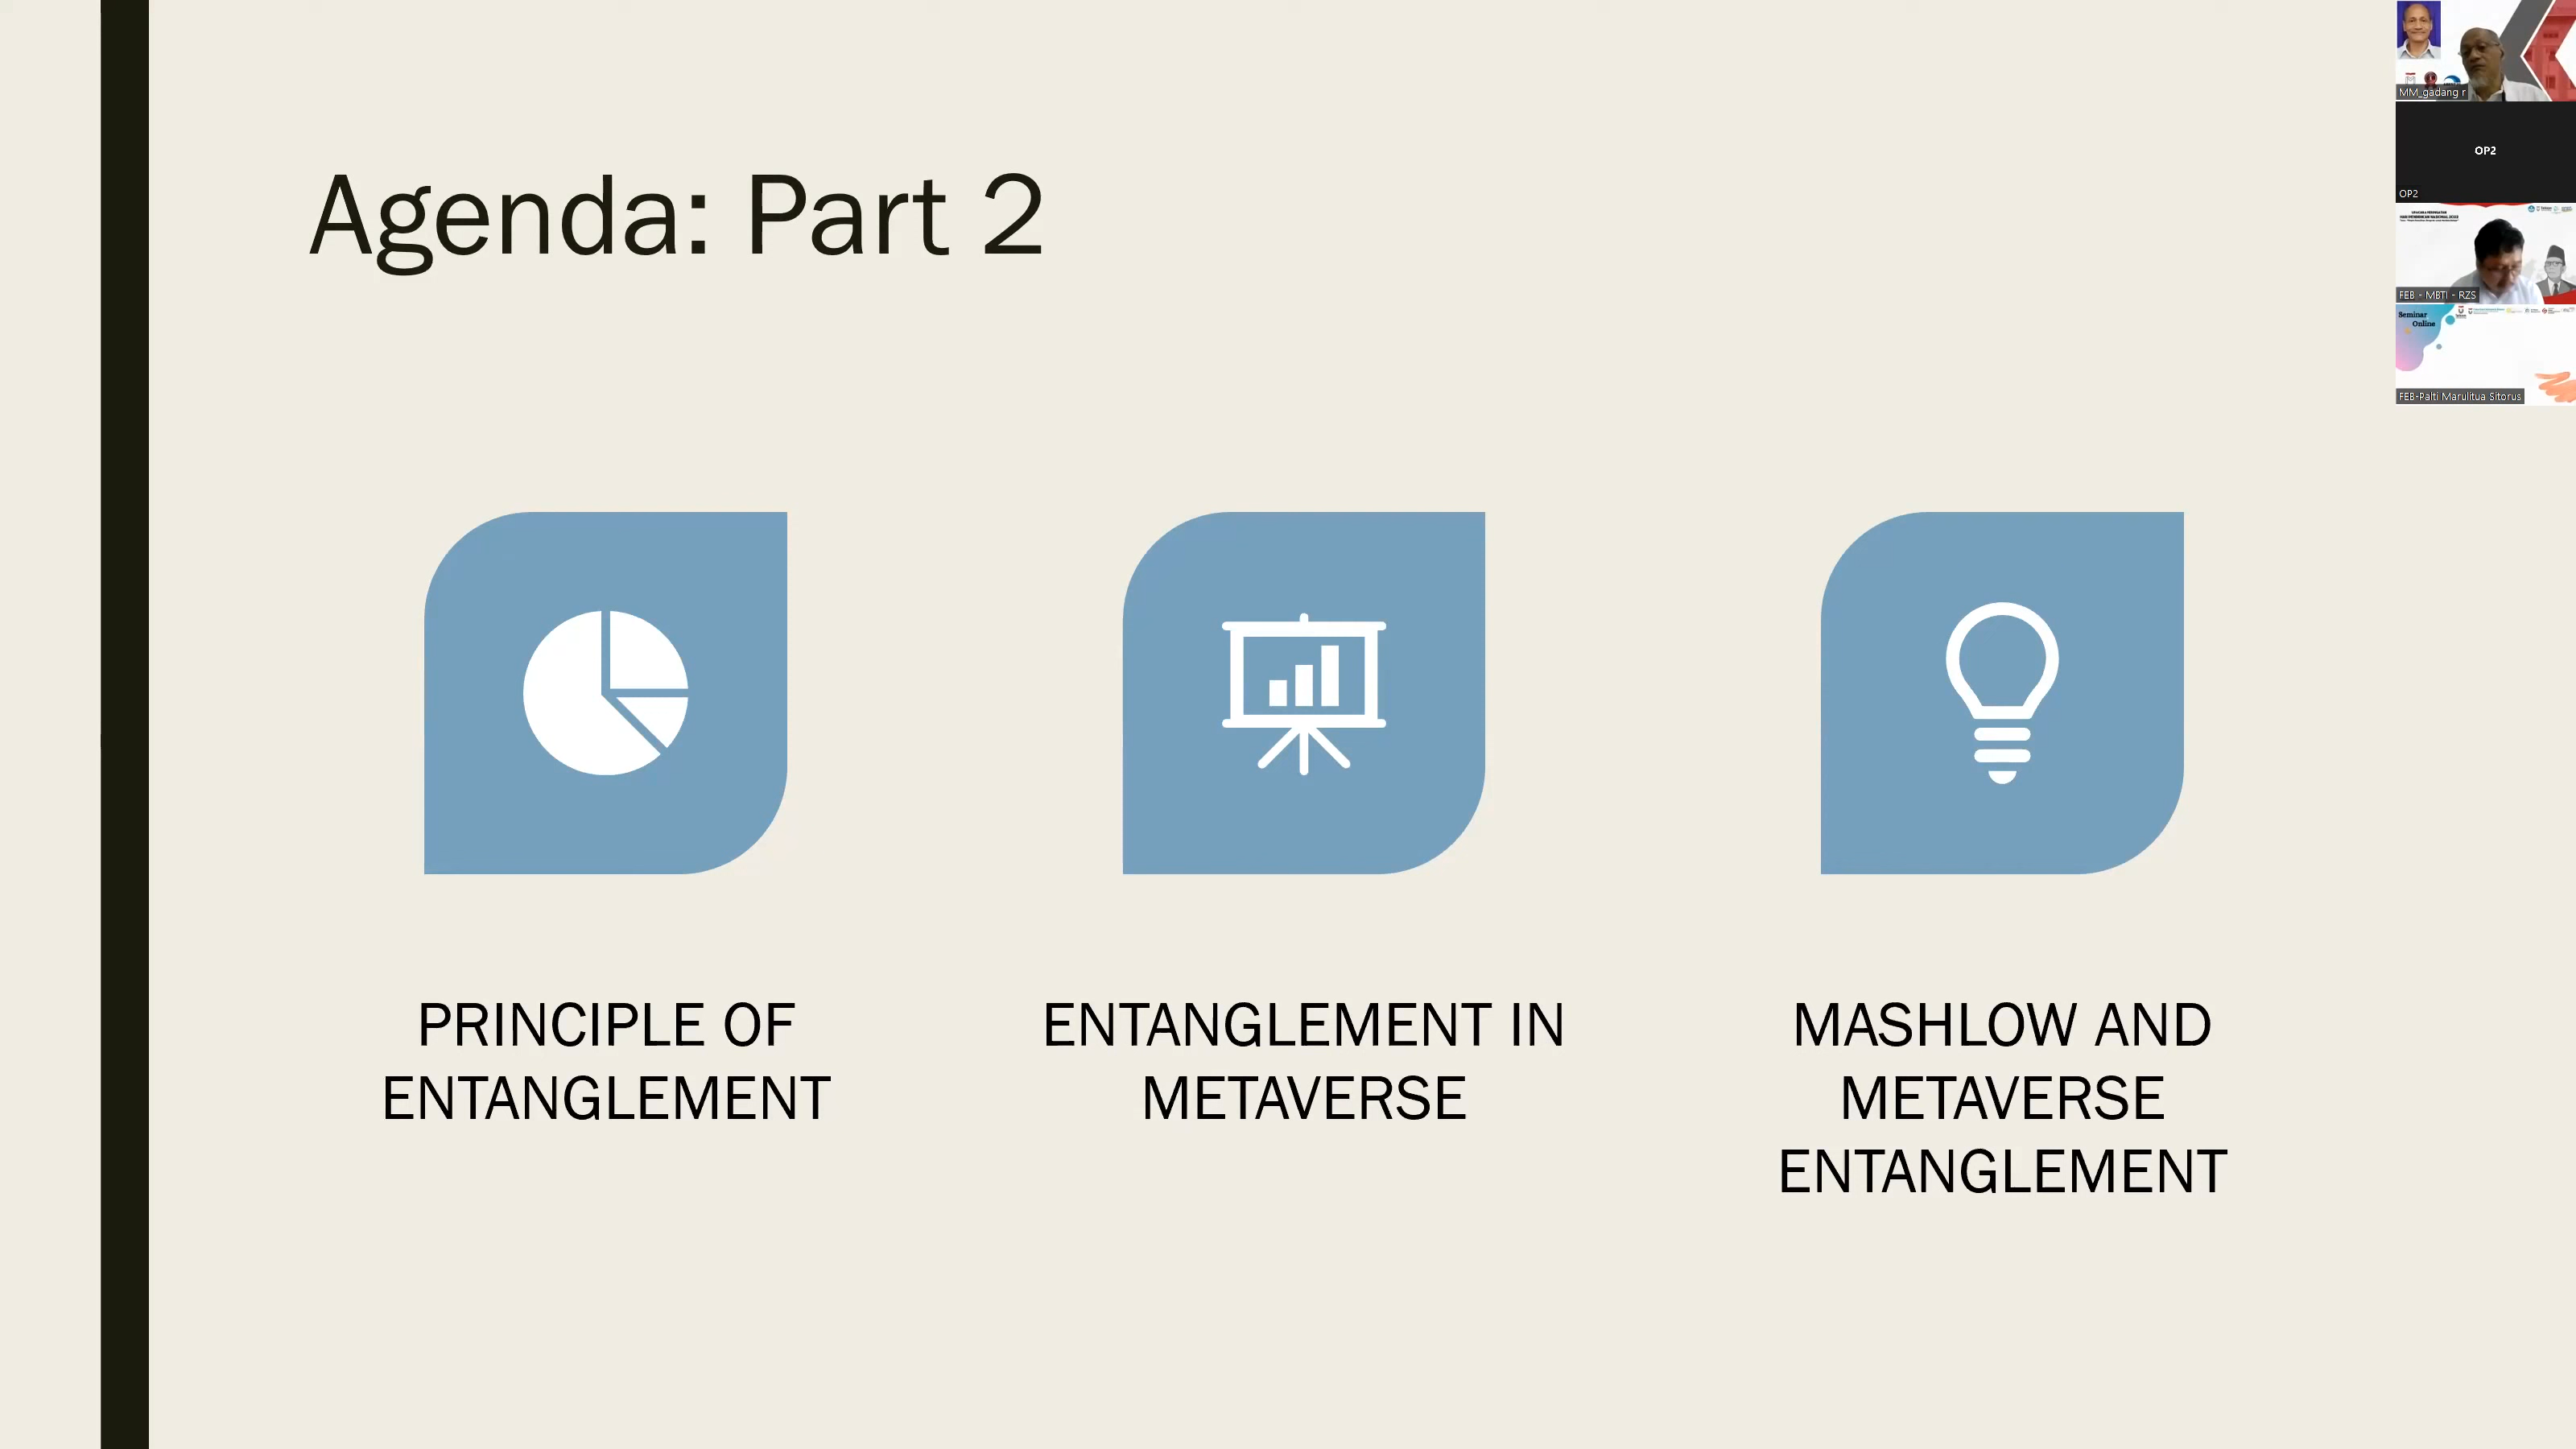 Agenda: Part 2
PRINCIPLE OF
ENTANGLEMENT
ENTANGLEMENT IN
METAVERSE
MASHLOW AND
METAVERSE
ENTANGLEMENT
MM_gadang r
OP2
OP2
FEB - MBTI - RZS
Seminar
Online
FEB-Palti Marulitua Sitorus